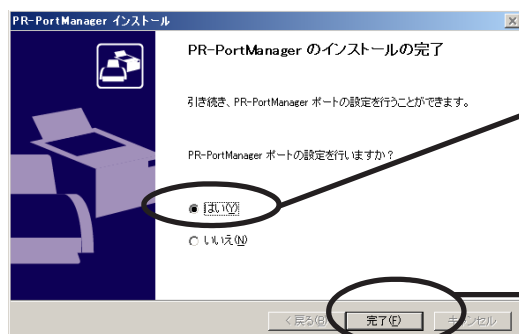 PR-PortManager インストール
PR-PortManager のインストールの完了
引き続き、PR-PortManager ポートの設定を行うことができます。
PR-PortManager ポートの設定を行いますか?
はい(Y)
いいえ(N)
< 戻る(B)
完了(F)
キャンセル